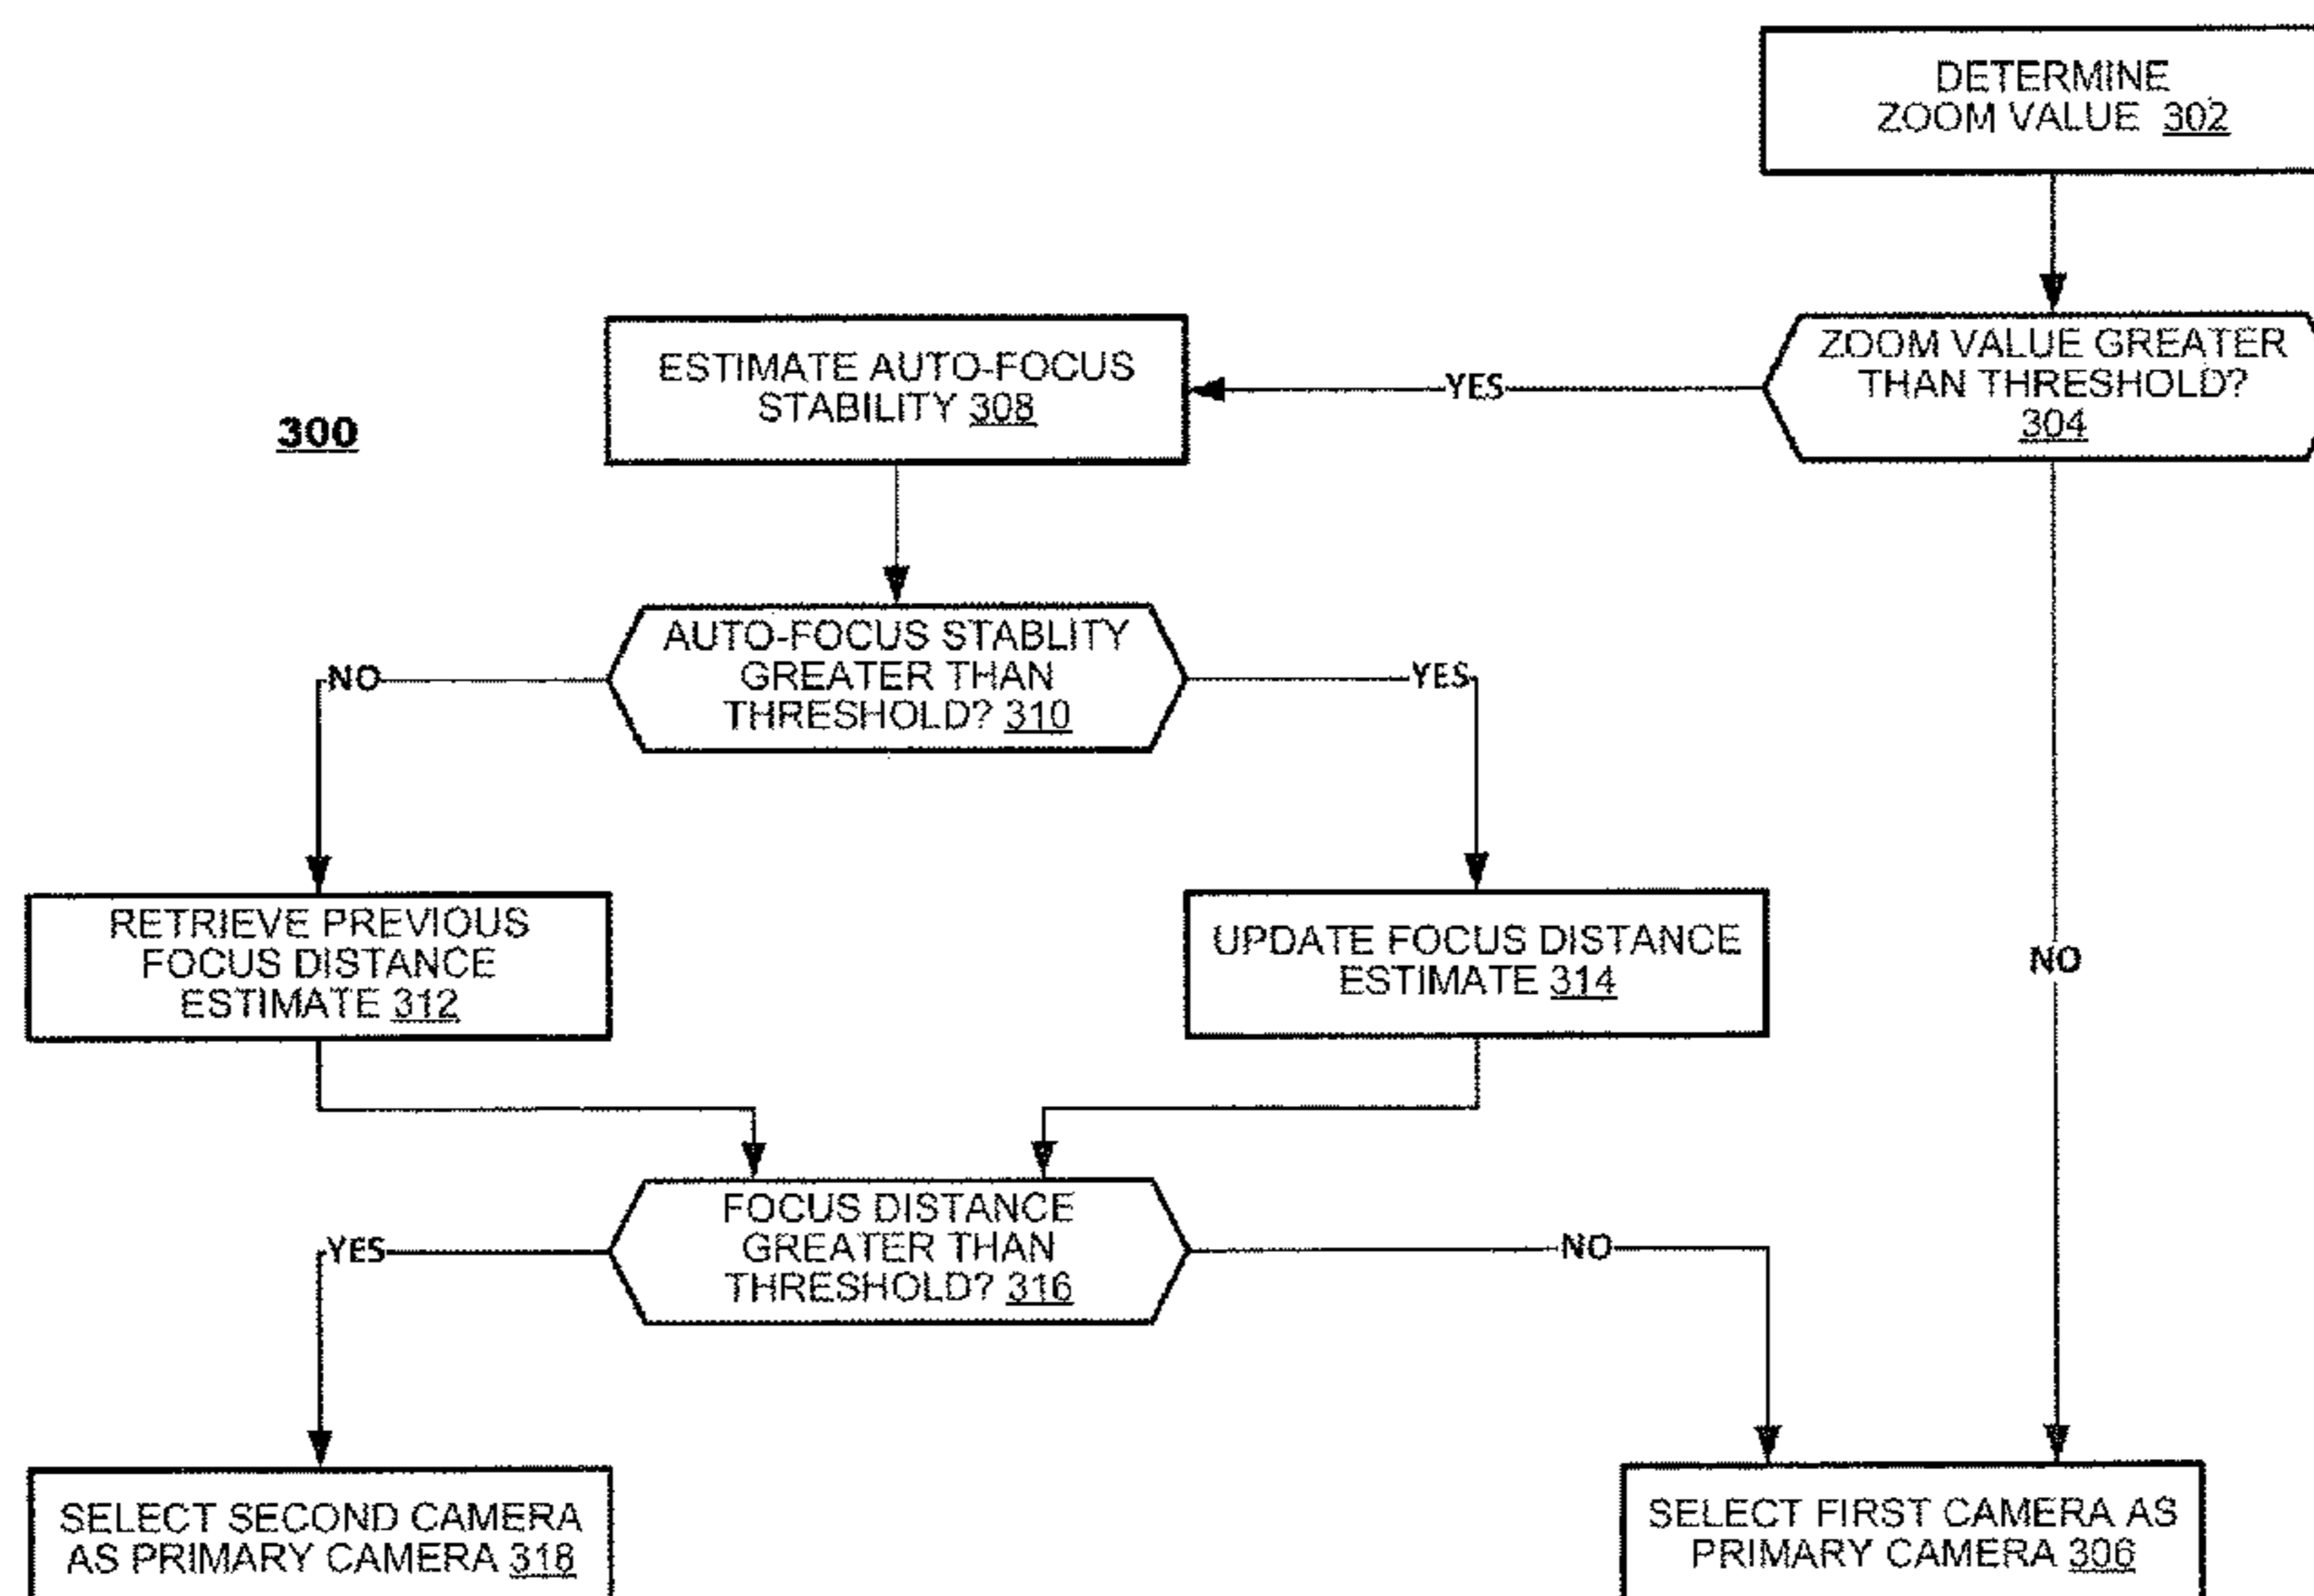 DETERMINE
ZOOM VALUE 302
ZOOM VALUE GREATER
THAN THRESHOLD?
304
YES
ESTIMATE AUTO-FOCUS
STABILITY 308
300
AUTO-FOCUS STABLITY
GREATER THAN
THRESHOLD? 310
NO
YES
RETRIEVE PREVIOUS
FOCUS DISTANCE
ESTIMATE 312
UPDATE FOCUS DISTANCE
ESTIMATE 314
NO
FOCUS DISTANCE
GREATER THAN
THRESHOLD? 316
YES
NO
SELECT SECOND CAMERA
AS PRIMARY CAMERA 318
SELECT FIRST CAMERA AS
PRIMARY CAMERA 306